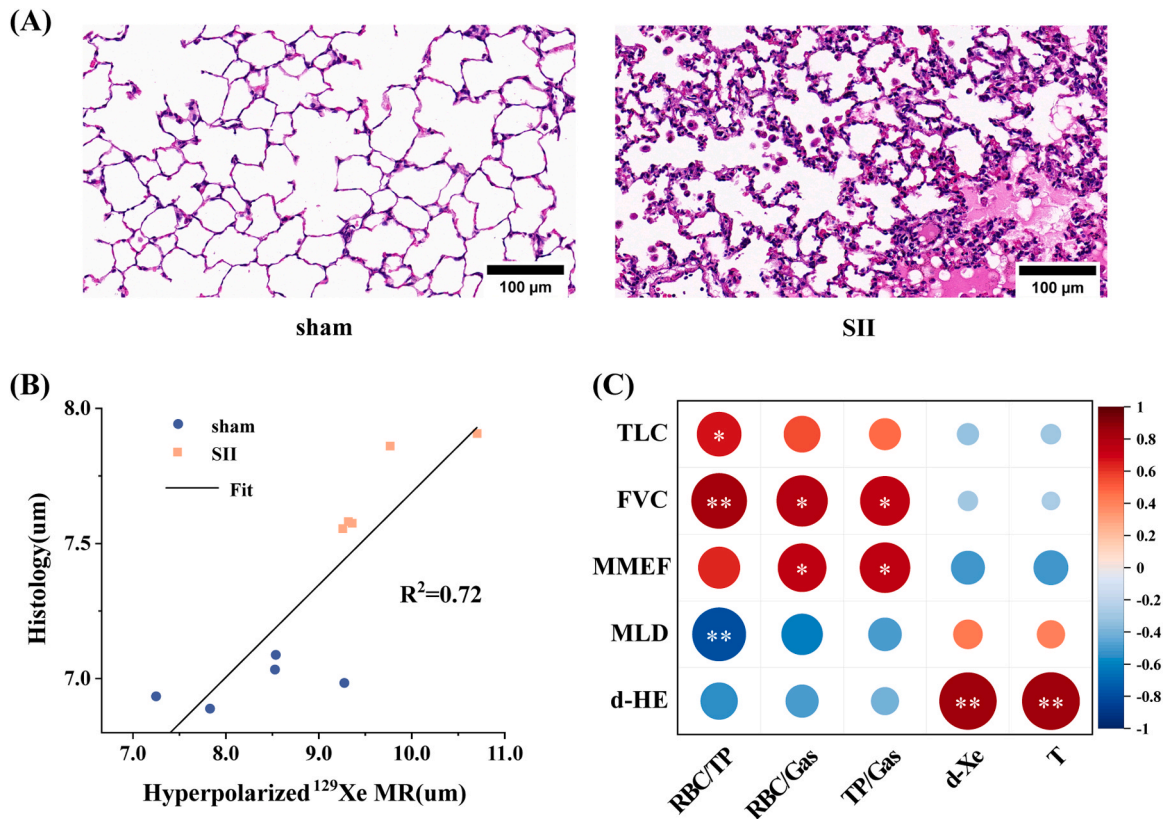 (A)
100 μm
100 μm
sham
SII
(B)
8.0
7.5
7.0
Histology(um)
sham
SII
Fit
R²=0.72
7.0 8.0 9.0 10.0 11.0
Hyperpolarized ¹²⁹Xe MR(um)
(C)
TLC *
FVC ** * *
MMEF * *
MLD **
d-HE ** **
RBC/TP RBC/Gas TP/Gas d-Xe T
1
0.8
0.6
0.4
0.2
0
-0.2
-0.4
-0.6
-0.8
-1